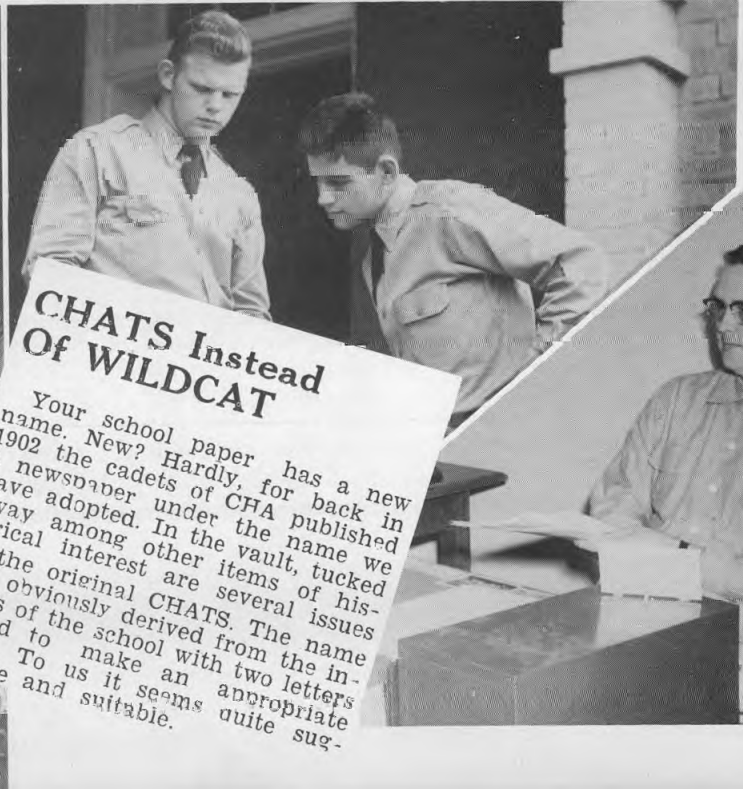 CHATS Instead
Of WILDCAT
Your school paper has a new
name. New? Hardly, for back in
1902 the cadets of CHA published
newspaper under the name we
ave adopted. In the vault, tucked
way among other items of his-
rical interest are several issues
the original CHATS. The name
obviously derived from the in-
s of the school with two letters
d to make an appropriate
To us it seems quite sug-
e and suitable.